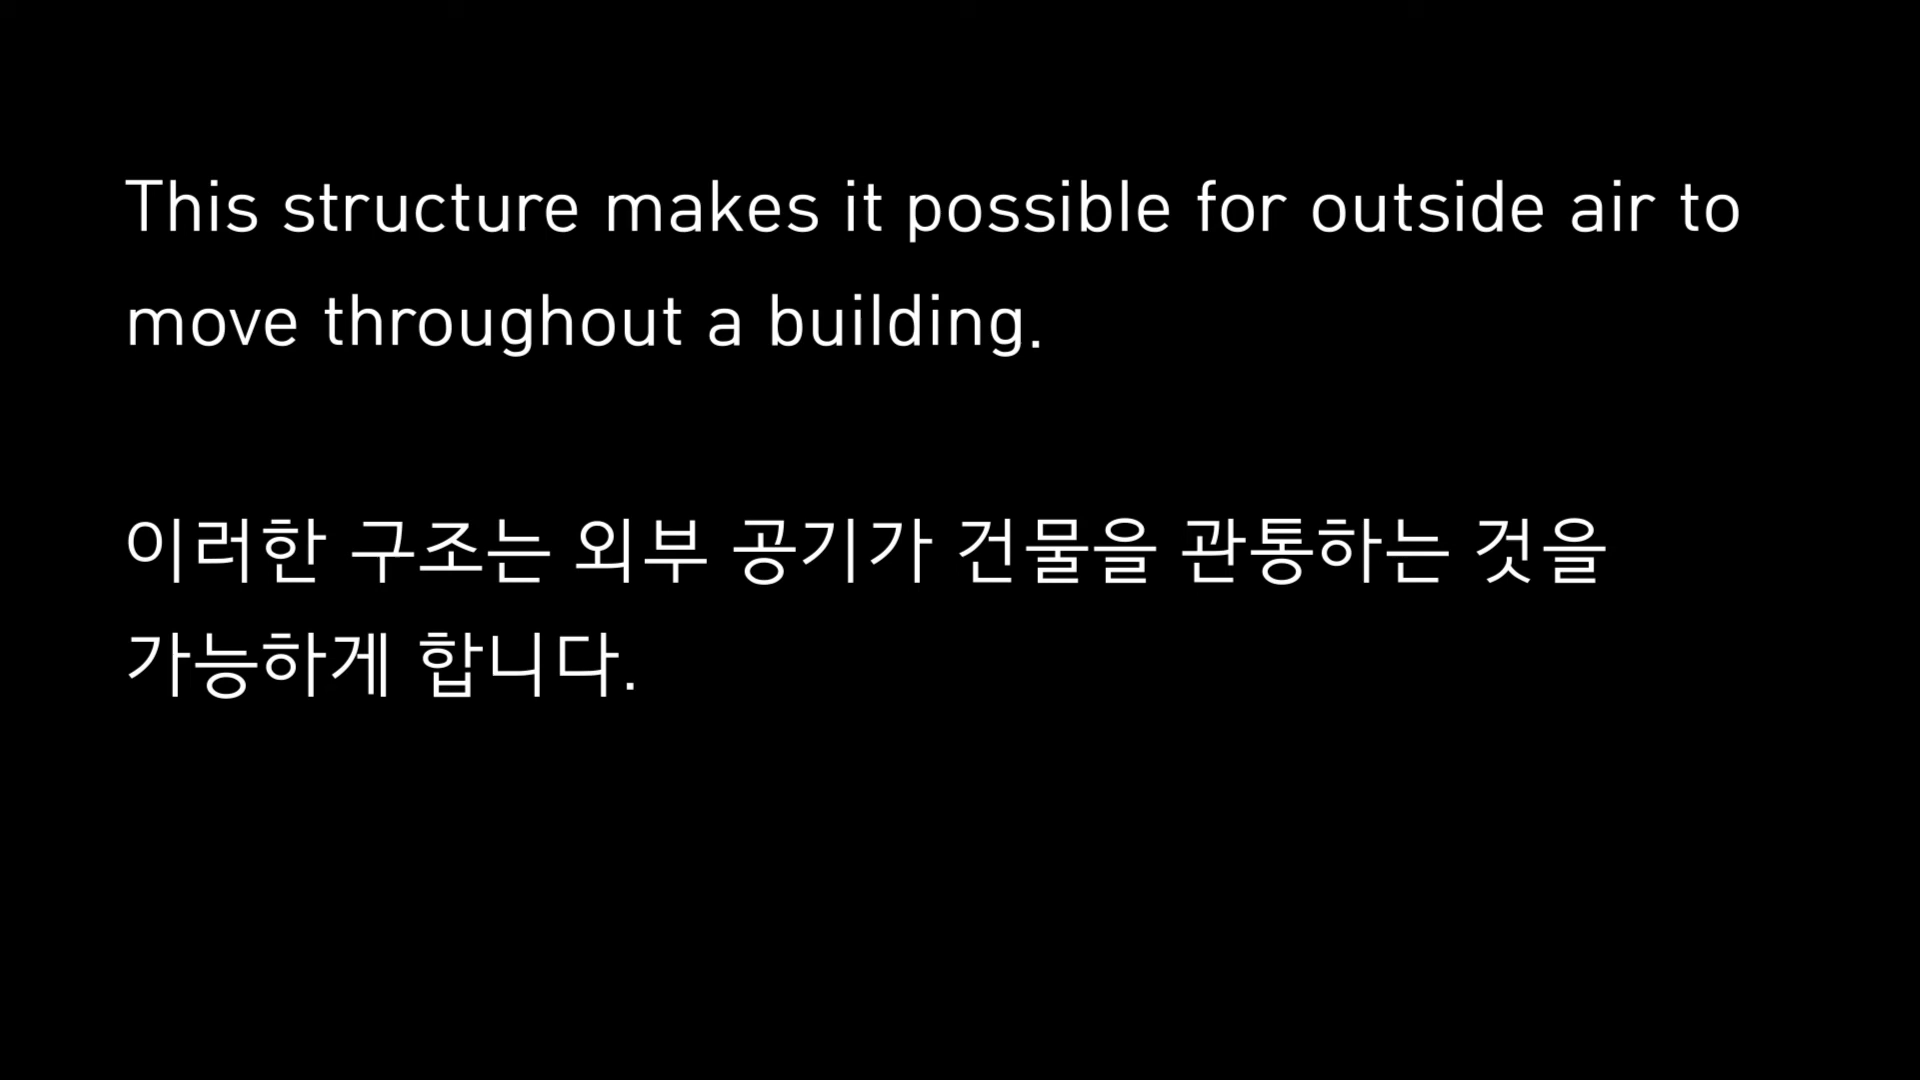 This structure makes it possible for outside air to
move throughout a building.
이러한 구조는 외부 공기가 건물을 관통하는 것을
가능하게 합니다.